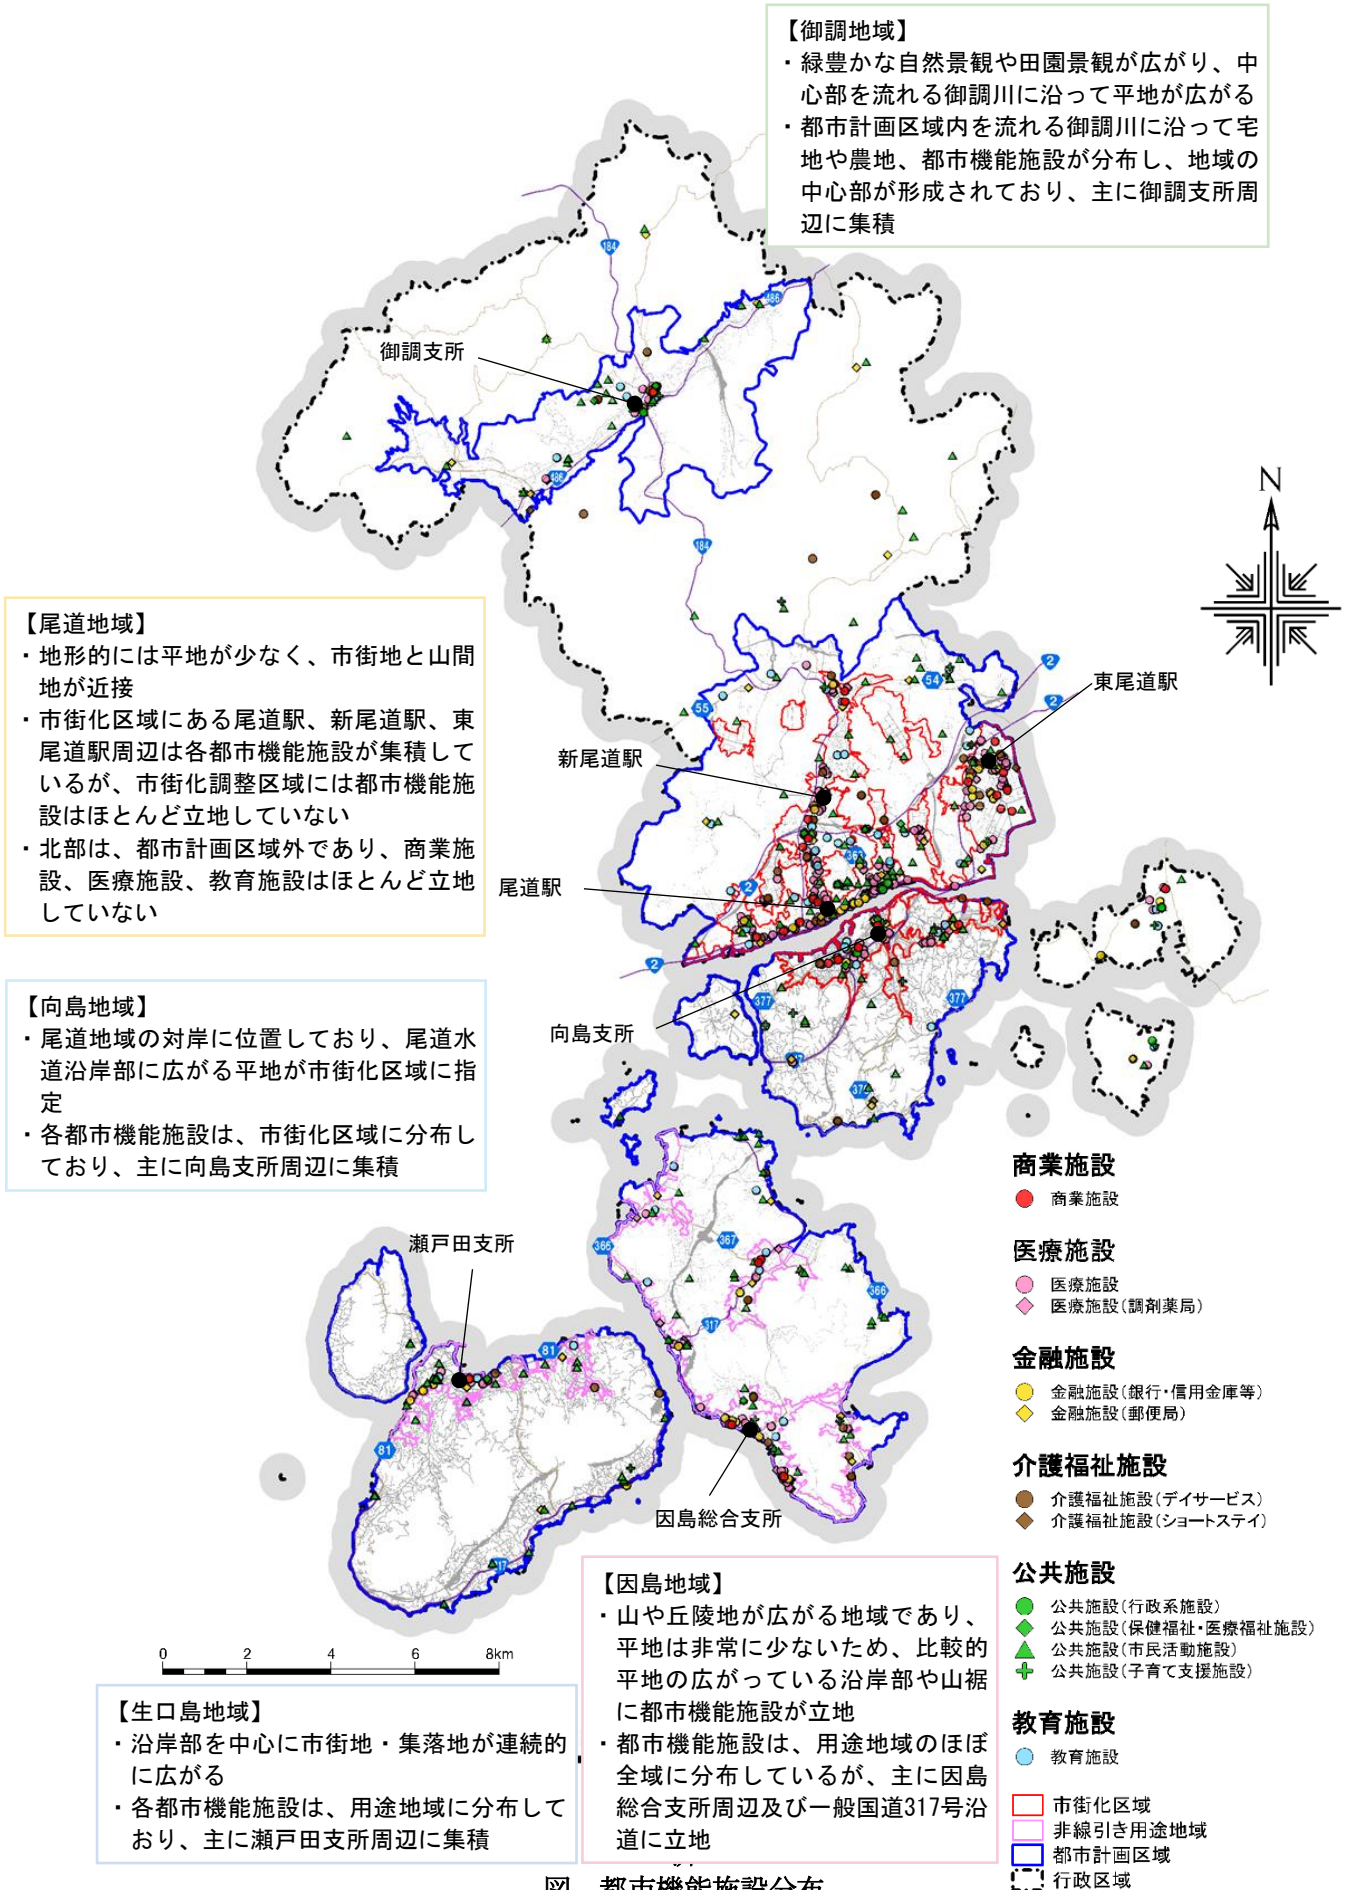 【御調地域】
・緑豊かな自然景観や田園景観が広がり、中
心部を流れる御調川に沿って平地が広がる
・都市計画区域内を流れる御調川に沿って宅
地や農地、都市機能施設が分布し、地域の
中心部が形成されており、主に御調支所周
辺に集積
184
486
御調支所
486
184
N
【尾道地域】
・地形的には平地が少なく、市街地と山間
地が近接
・市街化区域にある尾道駅、新尾道駅、東
尾道駅周辺は各都市機能施設が集積して
いるが、市街化調整区域には都市機能施
設はほとんど立地していない
・北部は、都市計画区域外であり、商業施
設、医療施設、教育施設はほとんど立地
していない
2
54
東尾道駅
2
55
新尾道駅
2
尾道駅
2
【向島地域】
・尾道地域の対岸に位置しており、尾道水
道沿岸部に広がる平地が市街化区域に指
定
・各都市機能施設は、市街化区域に分布し
ており、主に向島支所周辺に集積
377
377
向島支所
瀬戸田支所
366
367
366
317
81
81
因島総合支所
商業施設
商業施設
医療施設
医療施設
医療施設(調剤薬局)
金融施設
金融施設(銀行・信用金庫等)
金融施設(郵便局)
介護福祉施設
介護福祉施設(デイサービス)
介護福祉施設(ショートステイ)
公共施設
公共施設(行政系施設)
公共施設(保健福祉・医療福祉施設)
公共施設(市民活動施設)
公共施設(子育て支援施設)
教育施設
教育施設
市街化区域
非線引き用途地域
都市計画区域
行政区域
0 2 4 6 8km
【因島地域】
・山や丘陵地が広がる地域であり、
平地は非常に少ないため、比較的
平地の広がっている沿岸部や山裾
に都市機能施設が立地
・都市機能施設は、用途地域のほぼ
全域に分布しているが、主に因島
総合支所周辺及び一般国道317号沿
道に立地
【生口島地域】
・沿岸部を中心に市街地・集落地が連続的
に広がる
・各都市機能施設は、用途地域に分布して
おり、主に瀬戸田支所周辺に集積
図 都市機能施設分布